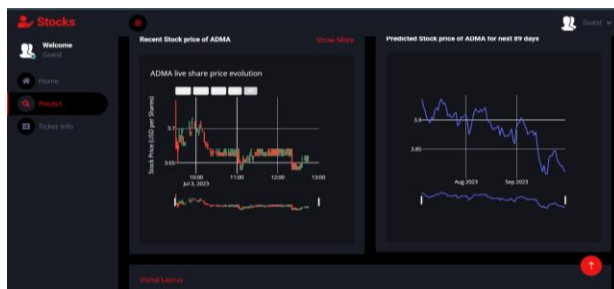 Stocks
Guest
Welcome
Guest
Home
Predict
Ticker Info
Recent Stock price of ADMA
Show More
ADMA live share price evolution
Stock Price (USD per Shares)
3.7
3.65
10:00
11:00
12:00
13:00
Jul 3, 2023
Predicted Stock price of ADMA for next 89 days
3.9
3.85
Aug 2023
Sep 2023